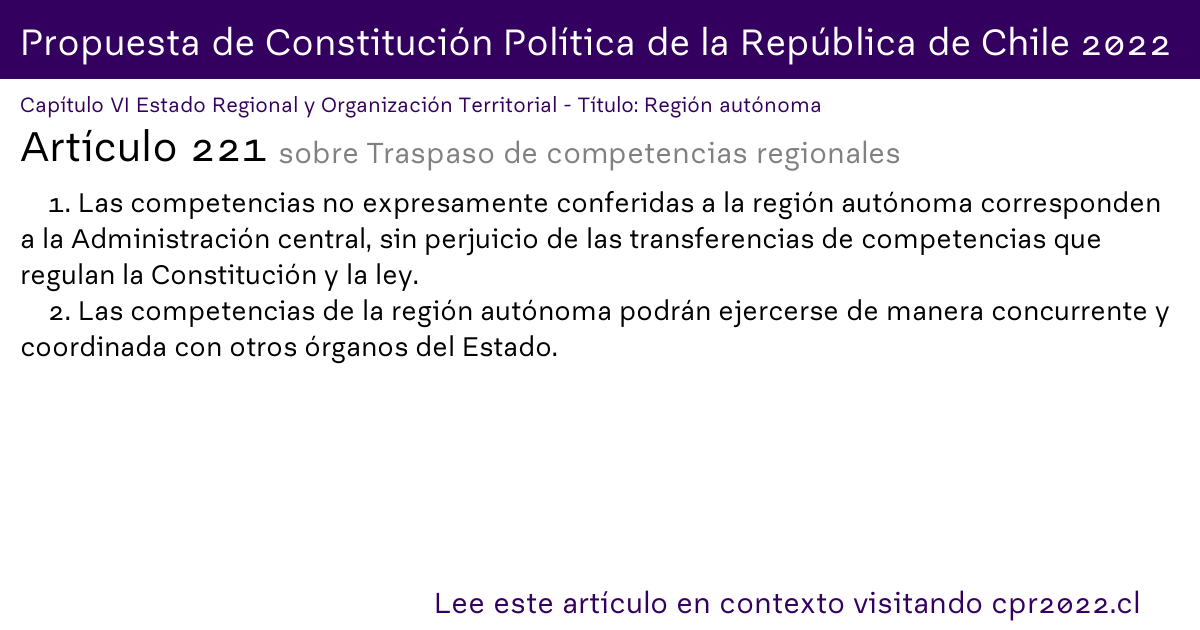 Propuesta de Constitución Política de la República de Chile 2022
Capítulo VI Estado Regional y Organización Territorial - Título: Región autónoma
Artículo 221 sobre Traspaso de competencias regionales
1. Las competencias no expresamente conferidas a la región autónoma corresponden
a la Administración central, sin perjuicio de las transferencias de competencias que
regulan la Constitución y la ley.
2. Las competencias de la región autónoma podrán ejercerse de manera concurrente y
coordinada con otros órganos del Estado.
Lee este artículo en contexto visitando cpr2022.cl